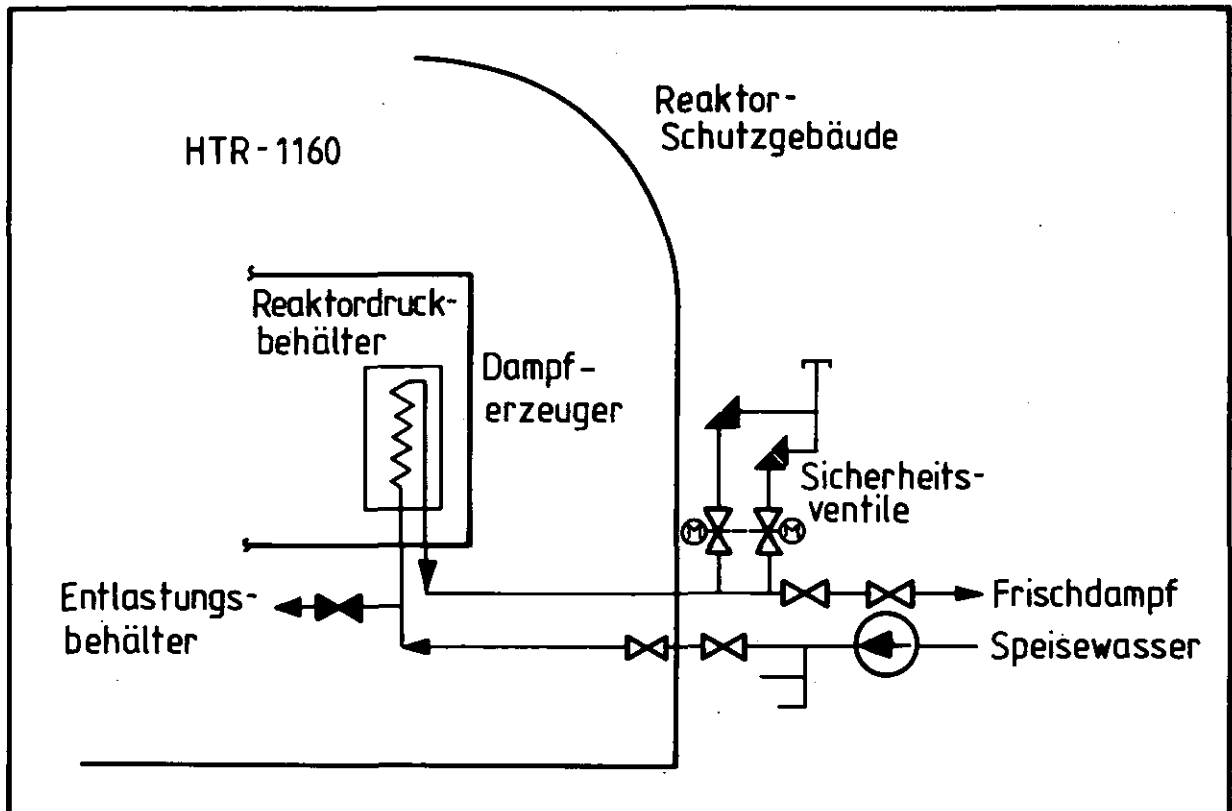 HTR-1160
Reaktor-
Schutzgebäude
Reaktordruck-
behälter
Dampf-
erzeuger
Sicherheits-
ventile
M
M
Entlastungs-
behälter
Frischdampf
Speisewasser